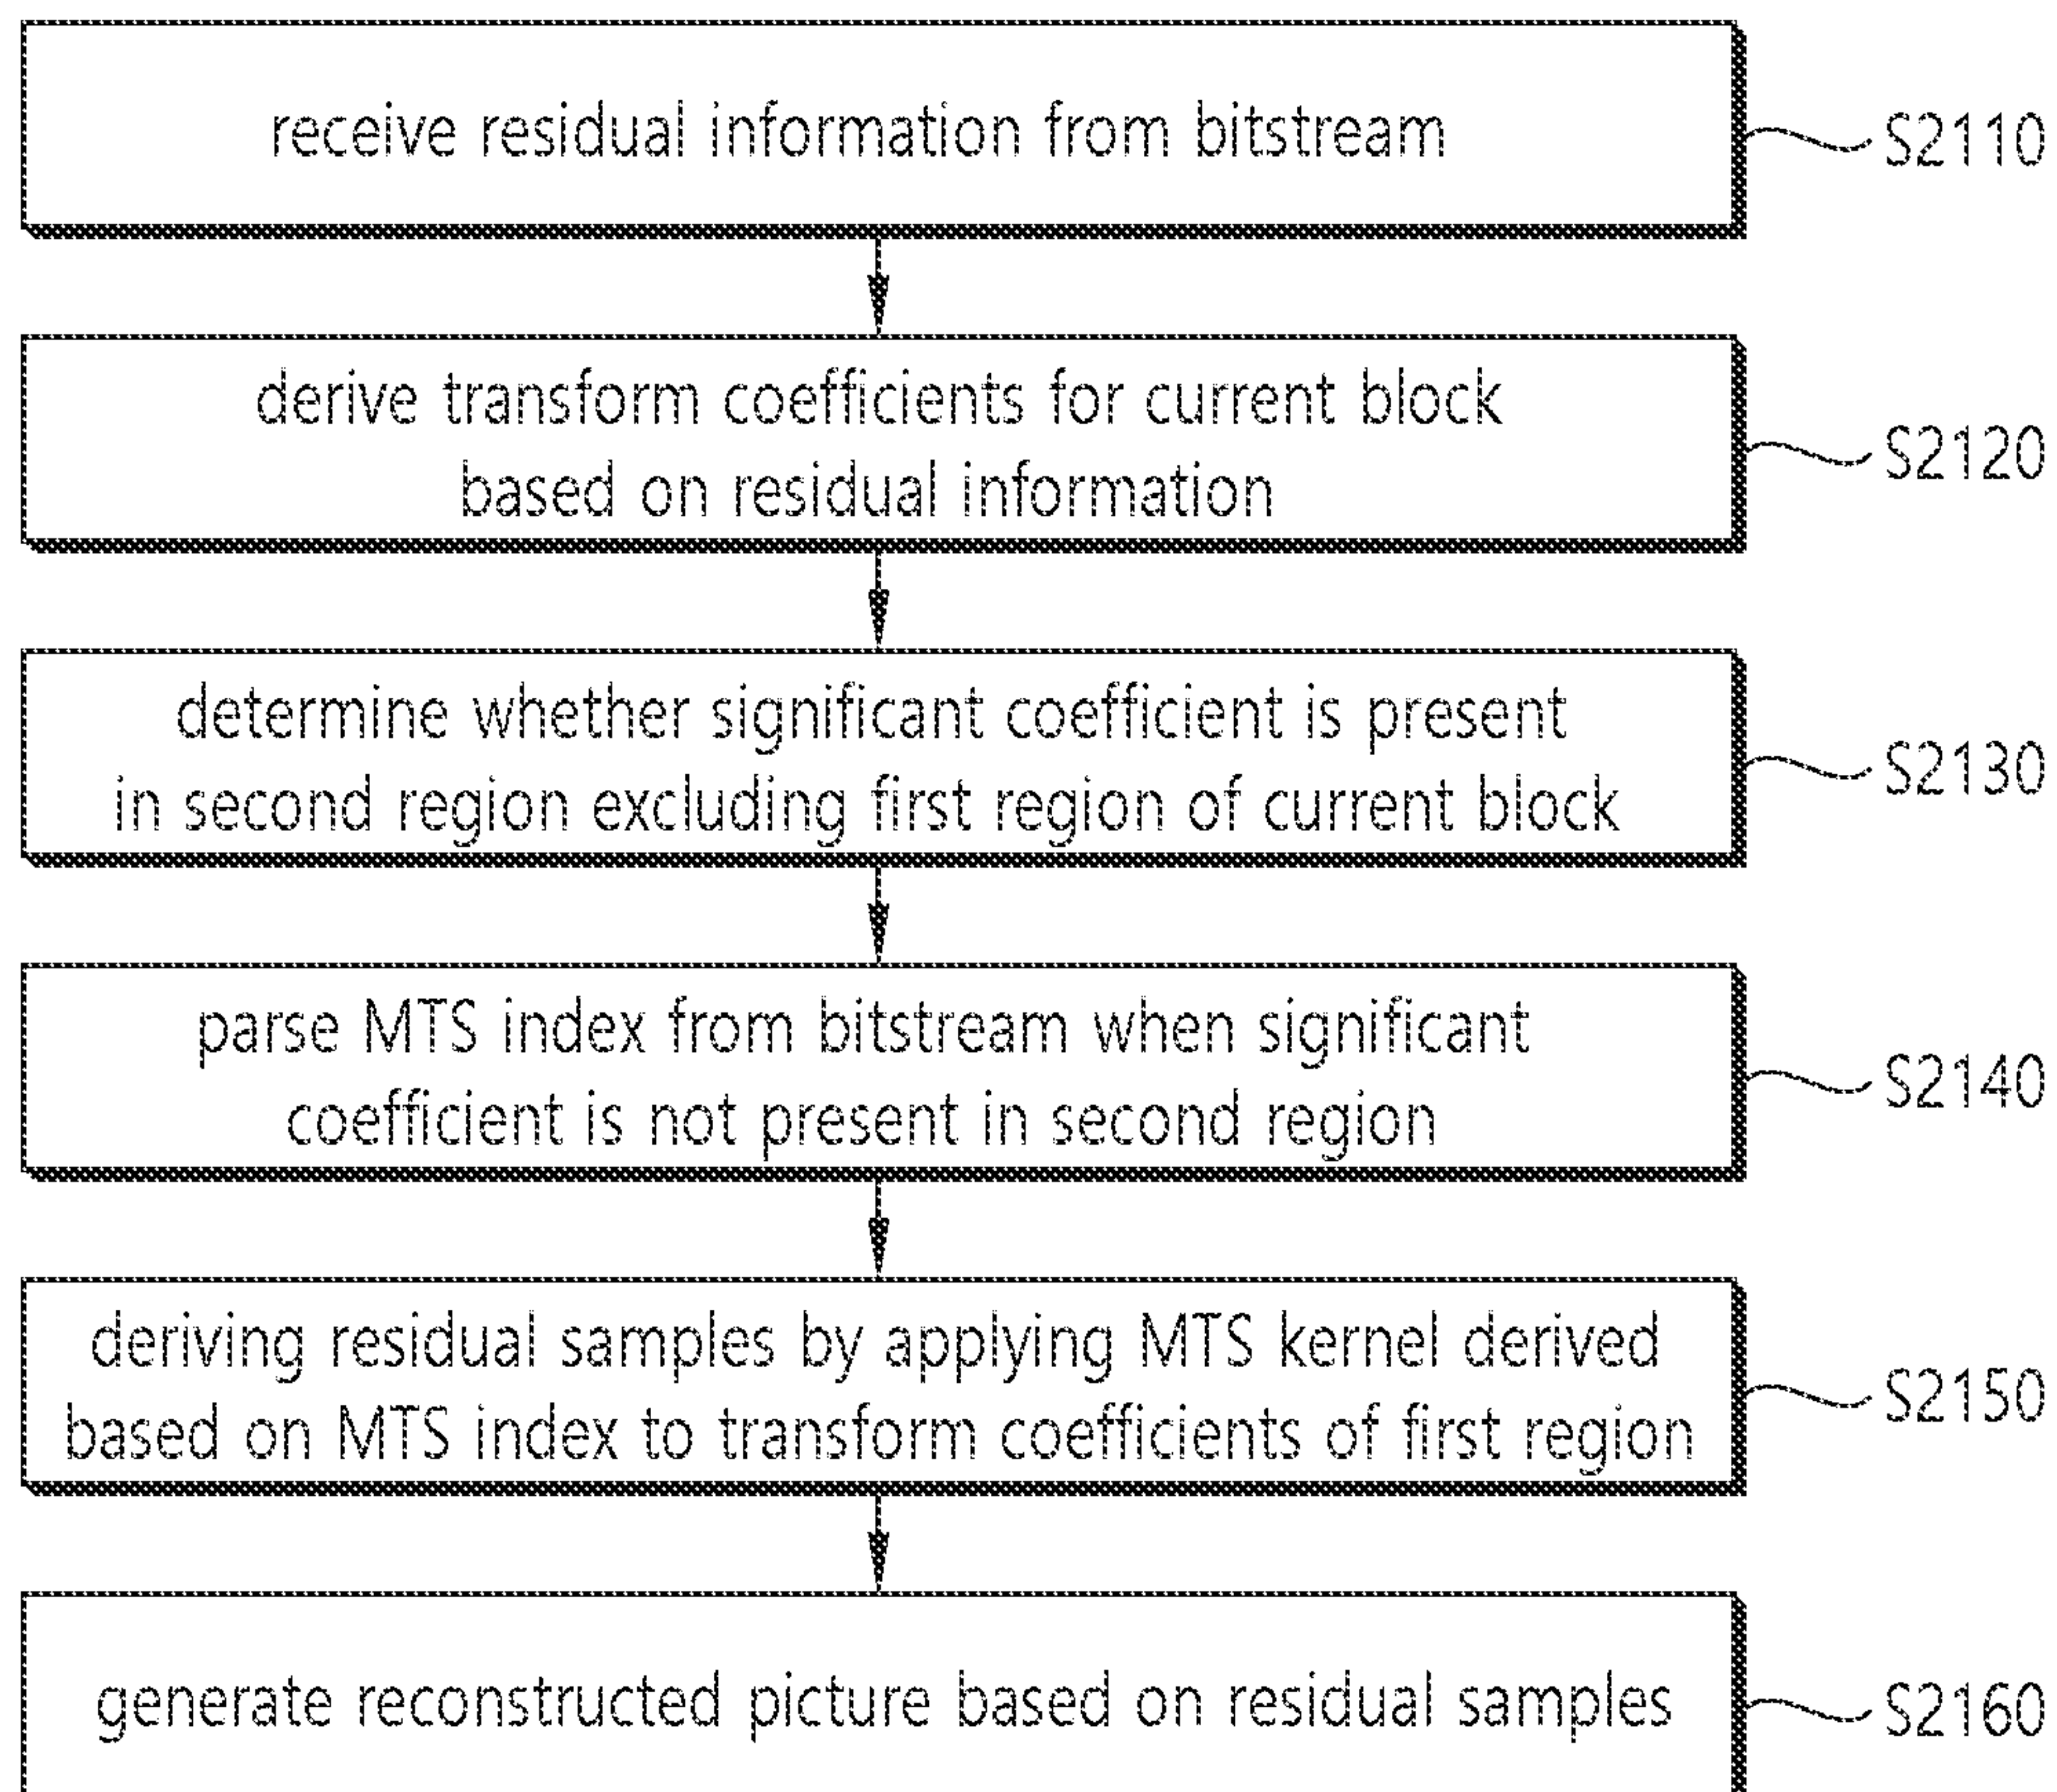 receive residual information from bitstream
S2110
derive transform coefficients for current block
based on residual information
S2120
determine whether significant coefficient is present
in second region excluding first region of current block
S2130
parse MTS index from bitstream when significant
coefficient is not present in second region
S2140
deriving residual samples by applying MTS kernel derived
based on MTS index to transform coefficients of first region
S2150
generate reconstructed picture based on residual samples
S2160